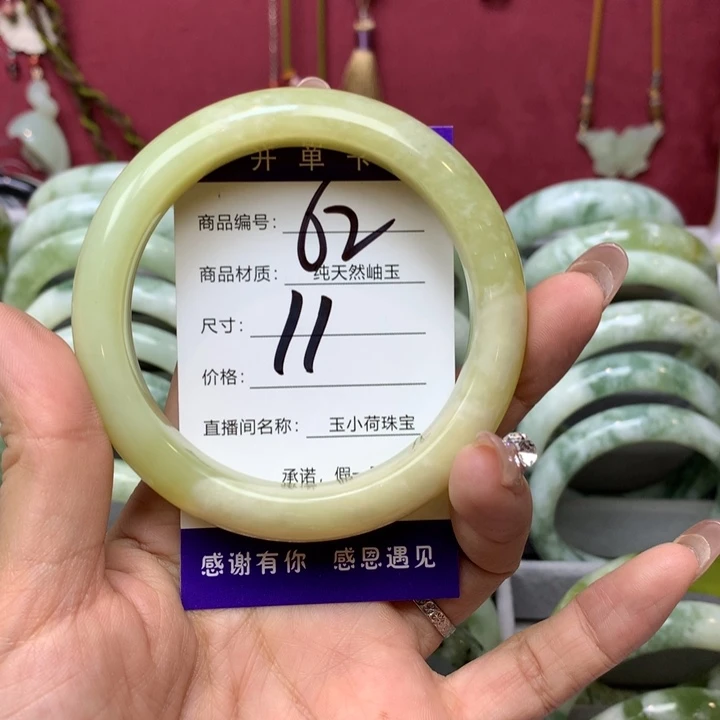 开单卡
商品编号：62
商品材质：纯天然岫玉
尺寸：11
价格：
直播间名称：玉小荷珠宝
承诺，假一
感谢有你 感恩遇见